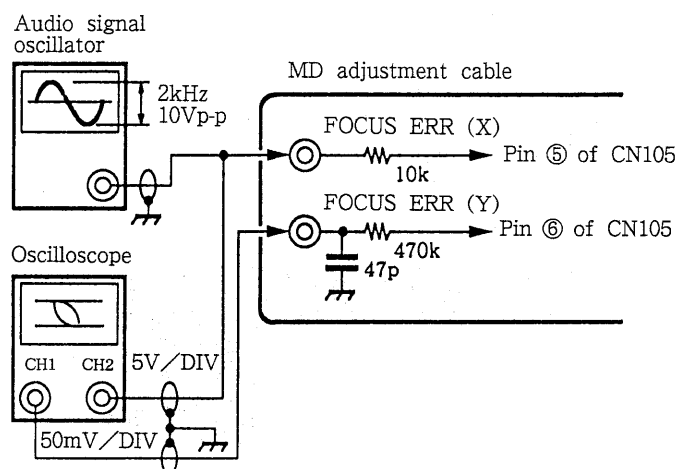 Audio signal
oscillator
2kHz
10Vp-p
MD adjustment cable
FOCUS ERR (X)
10k
Pin ⑤ of CN105
FOCUS ERR (Y)
470k
47p
Pin ⑥ of CN105
Oscilloscope
CH1
CH2
5V/DIV
50mV/DIV